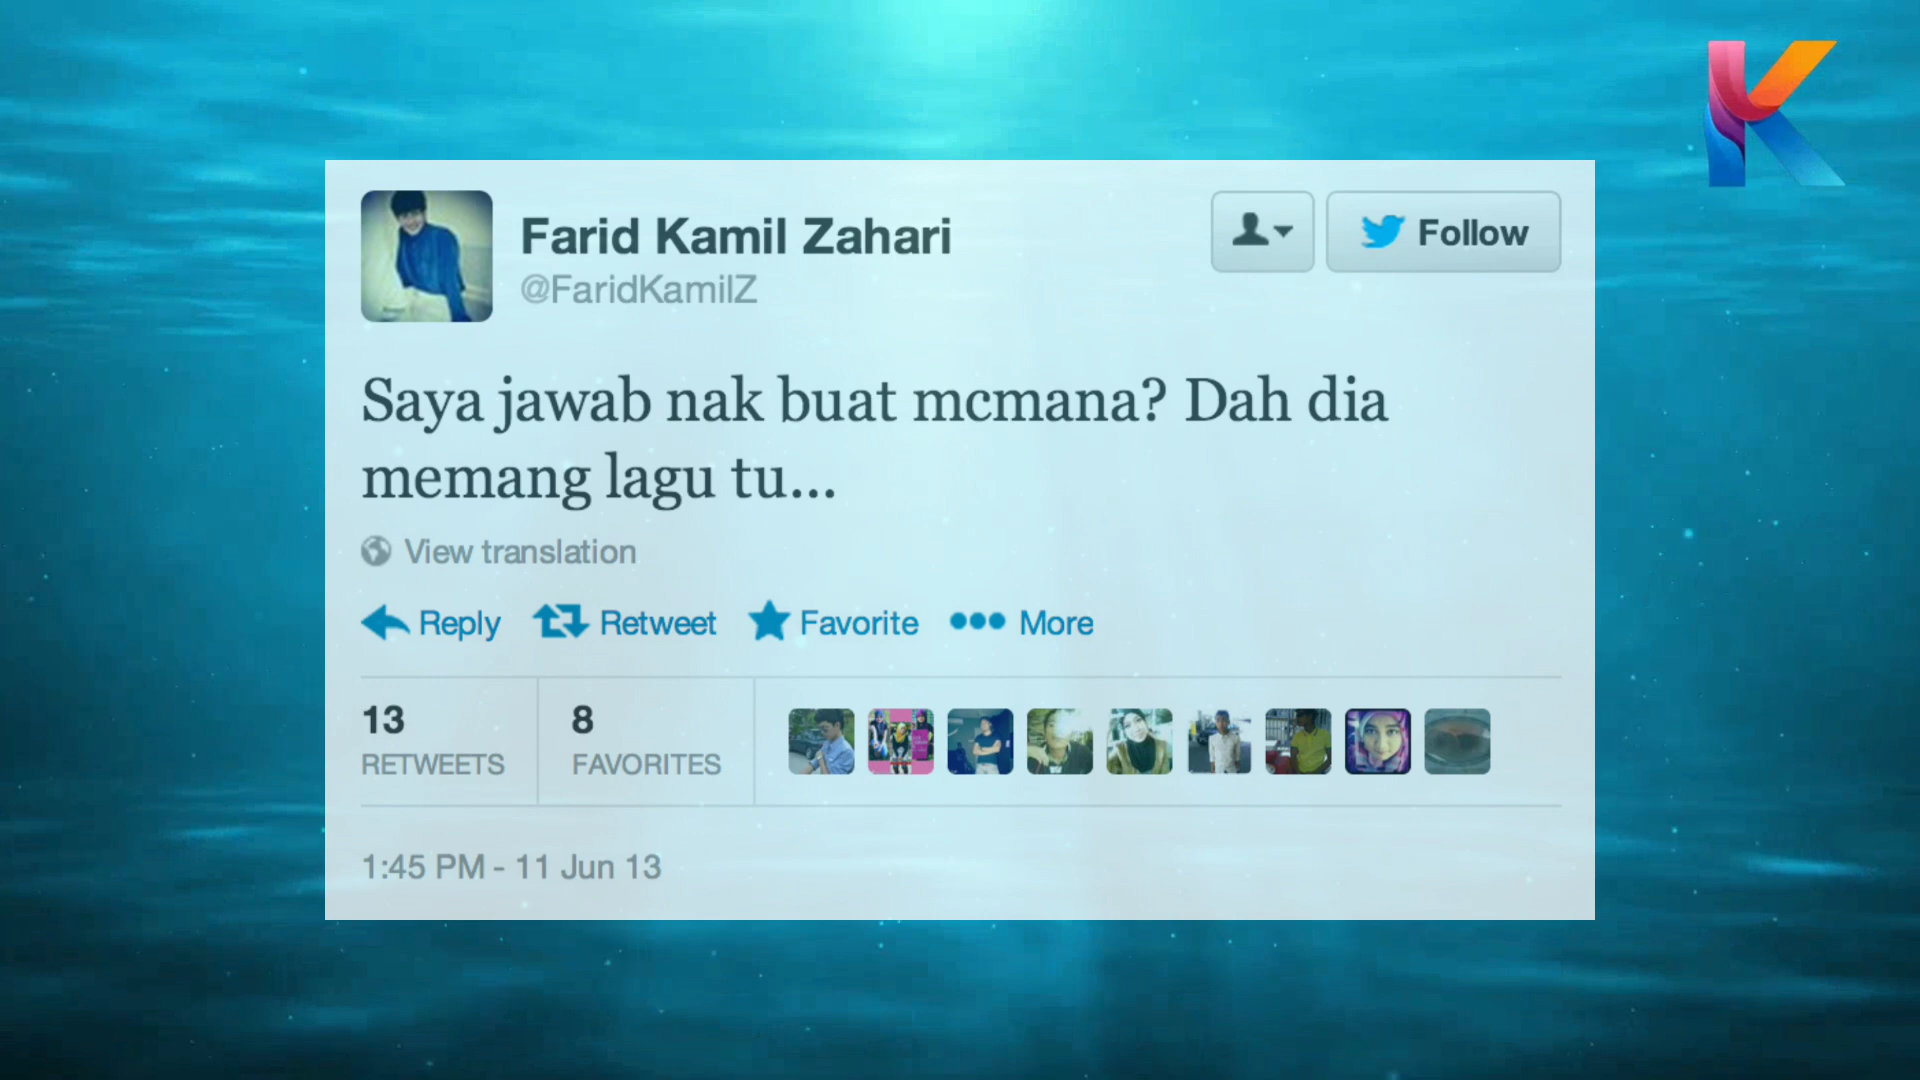 K
Farid Kamil Zahari
@FaridKamilZ
Follow
Saya jawab nak buat mcmana? Dah dia
memang lagu tu...
View translation
Reply Retweet Favorite More
13 8
RETWEETS FAVORITES
1:45 PM - 11 Jun 13